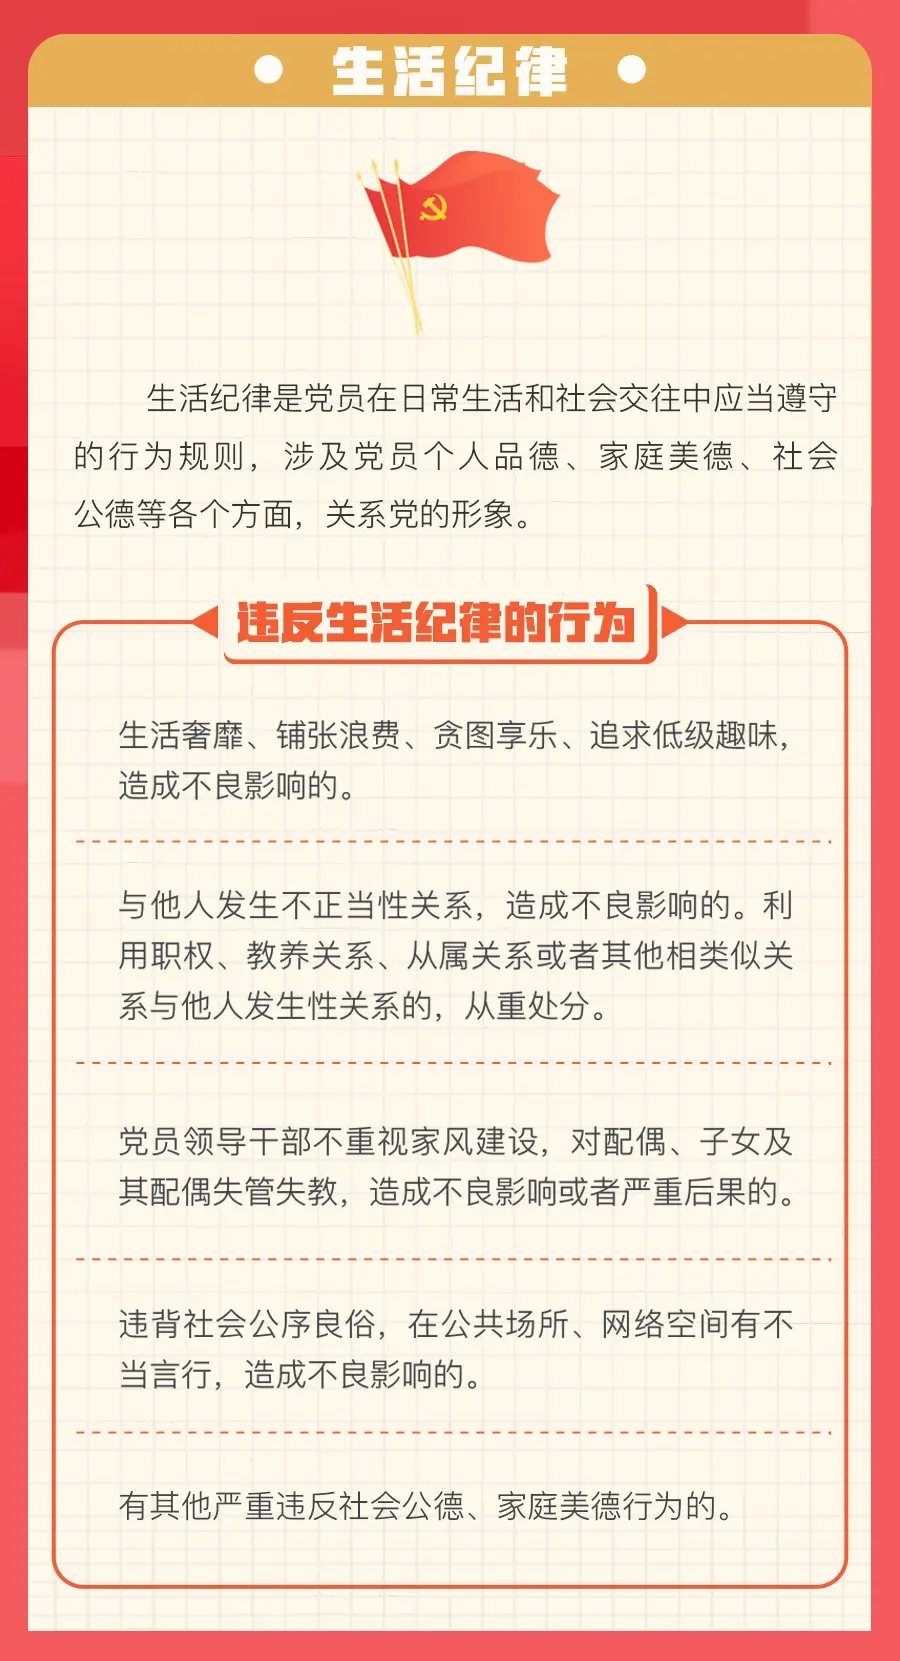 生活纪律
生活纪律是党员在日常生活和社会交往中应当遵守
的行为规则，涉及党员个人品德、家庭美德、社会
公德等各个方面，关系党的形象。
违反生活纪律的行为
生活奢靡、铺张浪费、贪图享乐、追求低级趣味，
造成不良影响的。
与他人发生不正当性关系，造成不良影响的。利
用职权、教养关系、从属关系或者其他相类似关
系与他人发生性关系的，从重处分。
党员领导干部不重视家风建设，对配偶、子女及
其配偶失管失教，造成不良影响或者严重后果的。
违背社会公序良俗，在公共场所、网络空间有不
当言行，造成不良影响的。
有其他严重违反社会公德、家庭美德行为的。